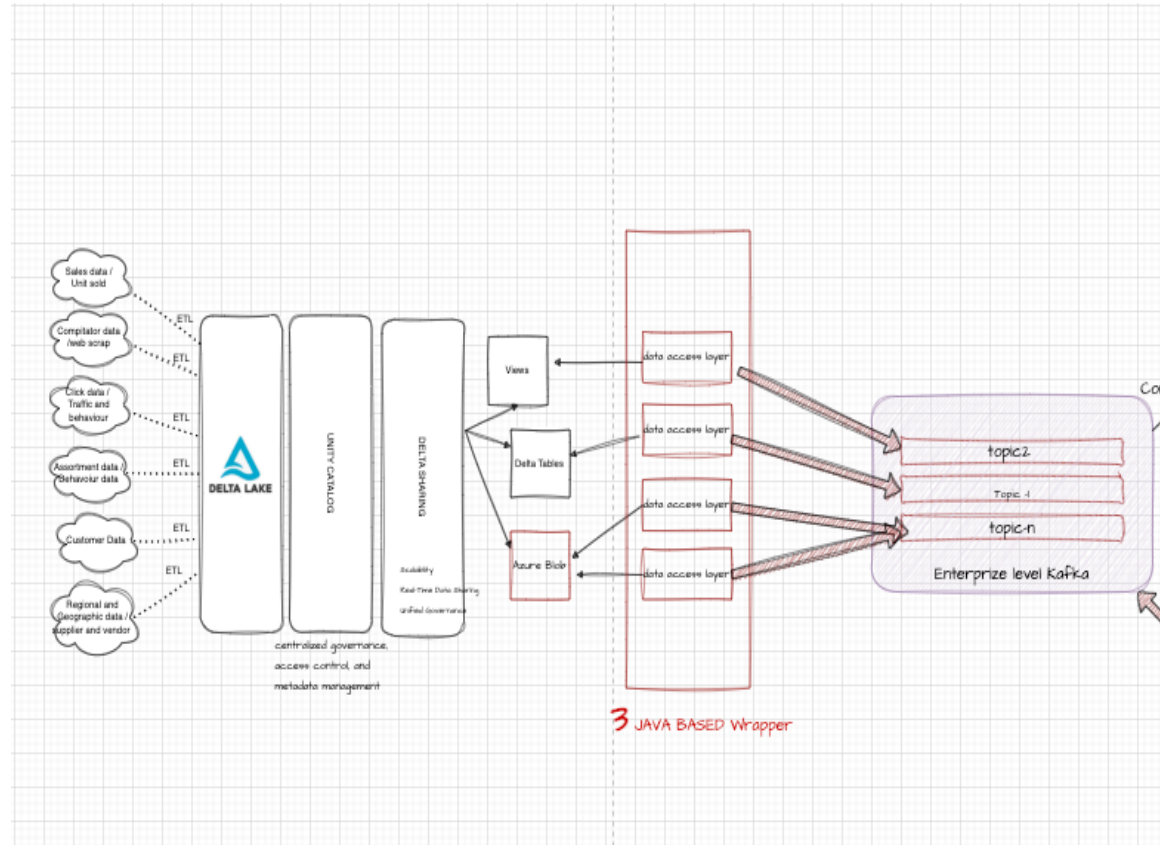 Sales data /
Unit sold
ETL
Compitator data
/web scrap
ETL
Click data /
Traffic and
behaviour
ETL
Assortment data /
Behavoiur data
ETL
Customer Data
ETL
Regional and
Geographic data /
supplier and vendor
ETL
DELTA LAKE
UNITY CATALOG
centralized governance,
access control, and
metadata management
DELTA SHARING
Scalability
Real-Time Data Sharing
Unified Governance
Views
Delta Tables
Azure Blob
data access layer
data access layer
data access layer
data access layer
3 JAVA BASED Wrapper
topic2
Topic -1
topic-n
Enterprize level Kafka